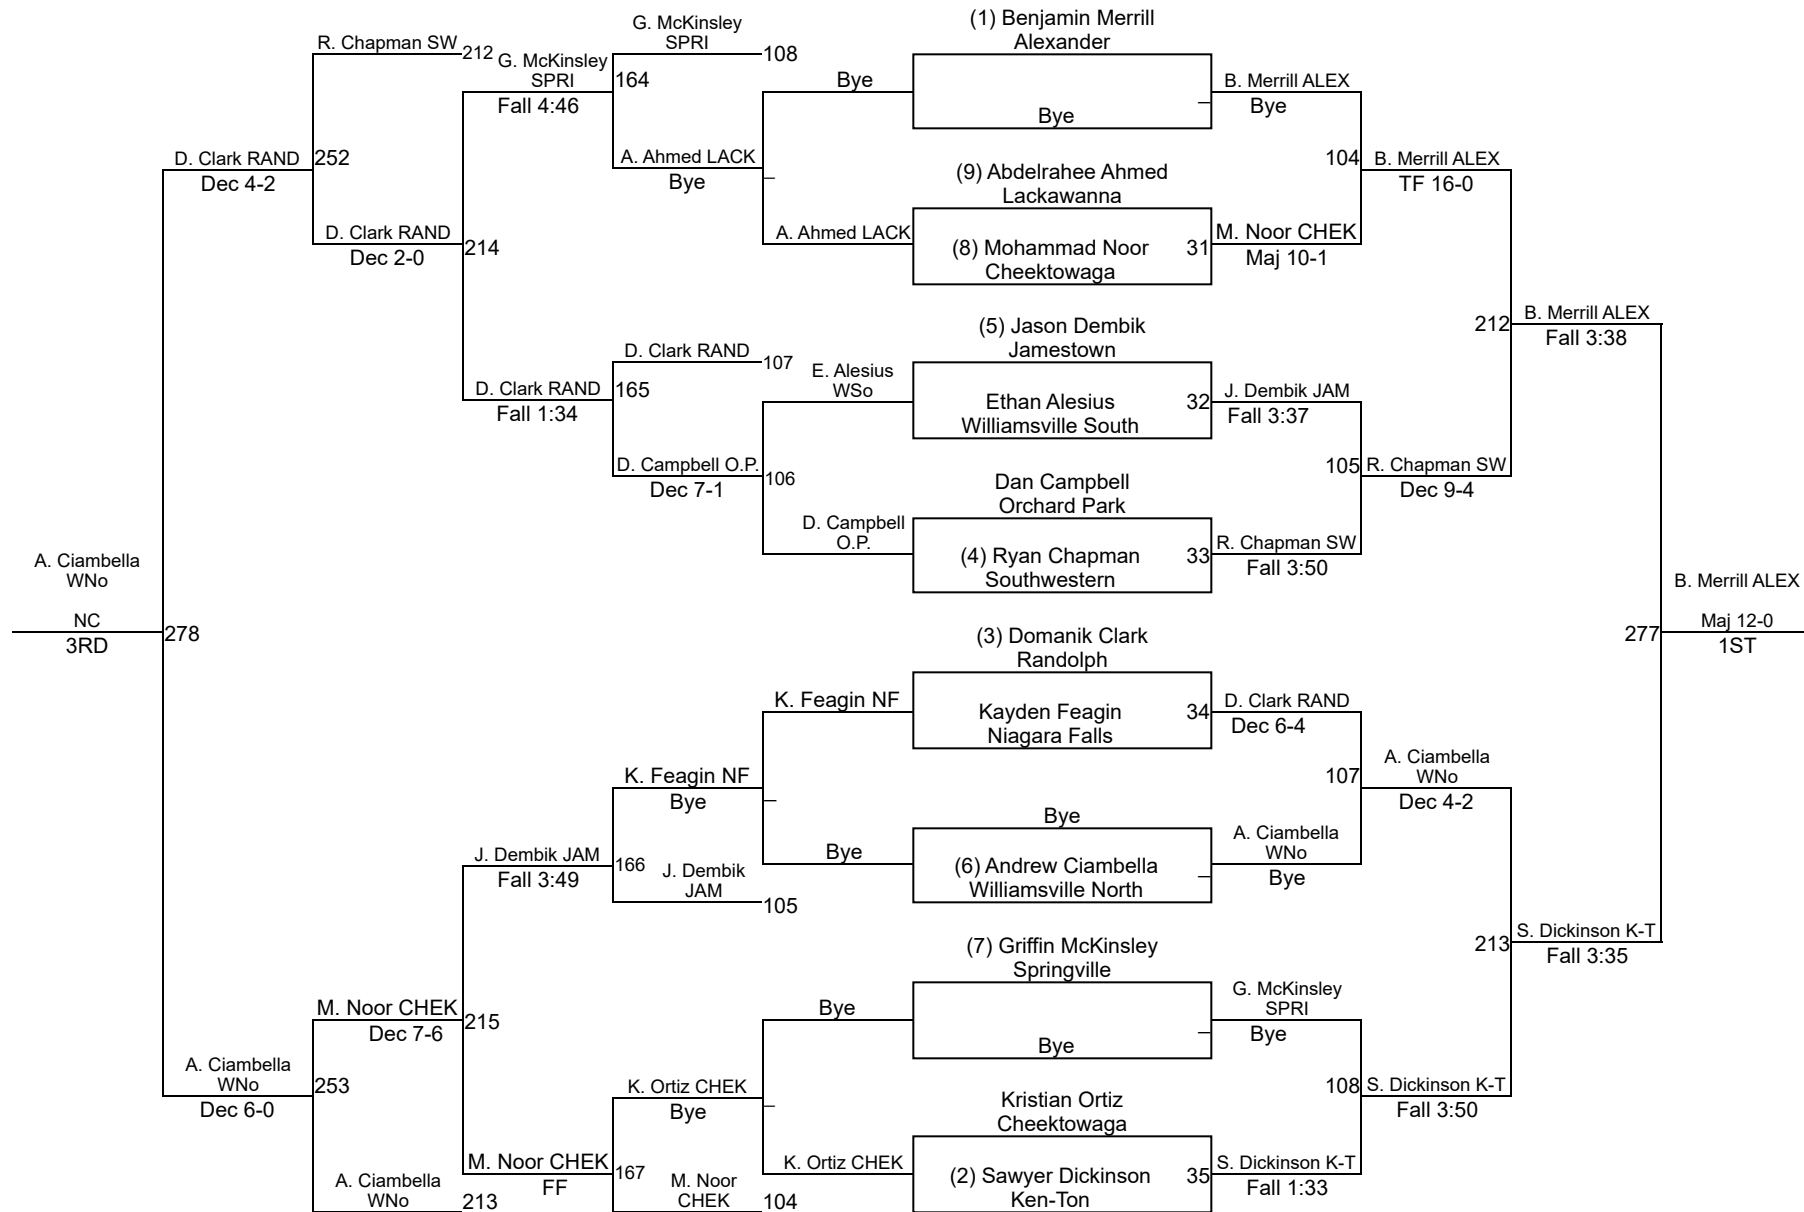 (1) Benjamin Merrill
Alexander
Bye
(9) Abdelrahee Ahmed
Lackawanna
(8) Mohammad Noor
Cheektowaga
31
(5) Jason Dembik
Jamestown
Ethan Alesius
Williamsville South
32
Dan Campbell
Orchard Park
(4) Ryan Chapman
Southwestern
33
(3) Domanik Clark
Randolph
Kayden Feagin
Niagara Falls
34
Bye
(6) Andrew Ciambella
Williamsville North
(7) Griffin McKinsley
Springville
Bye
Kristian Ortiz
Cheektowaga
(2) Sawyer Dickinson
Ken-Ton
35
B. Merrill ALEX
Bye
104
M. Noor CHEK
Maj 10-1
J. Dembik JAM
Fall 3:37
105
R. Chapman SW
Fall 3:50
D. Clark RAND
Dec 6-4
107
A. Ciambella
WNo
Bye
G. McKinsley
SPRI
Bye
108
S. Dickinson K-T
Fall 1:33
B. Merrill ALEX
TF 16-0
212
R. Chapman SW
Dec 9-4
A. Ciambella
WNo
Dec 4-2
213
S. Dickinson K-T
Fall 3:50
B. Merrill ALEX
Fall 3:38
277
S. Dickinson K-T
Fall 3:35
B. Merrill ALEX
Maj 12-0
1ST
Bye
A. Ahmed LACK
E. Alesius
WSo
106
D. Campbell
O.P.
K. Feagin NF
Bye
Bye
K. Ortiz CHEK
G. McKinsley
SPRI
108
164
A. Ahmed LACK
Bye
D. Clark RAND
107
165
D. Campbell O.P.
Dec 7-1
K. Feagin NF
Bye
166
J. Dembik
JAM
105
K. Ortiz CHEK
Bye
167
M. Noor
CHEK
104
G. McKinsley
SPRI
Fall 4:46
214
D. Clark RAND
Fall 1:34
J. Dembik JAM
Fall 3:49
215
M. Noor CHEK
FF
R. Chapman SW
212
252
D. Clark RAND
Dec 2-0
M. Noor CHEK
Dec 7-6
253
A. Ciambella
WNo
213
D. Clark RAND
Dec 4-2
278
A. Ciambella
WNo
Dec 6-0
A. Ciambella
WNo
NC
3RD